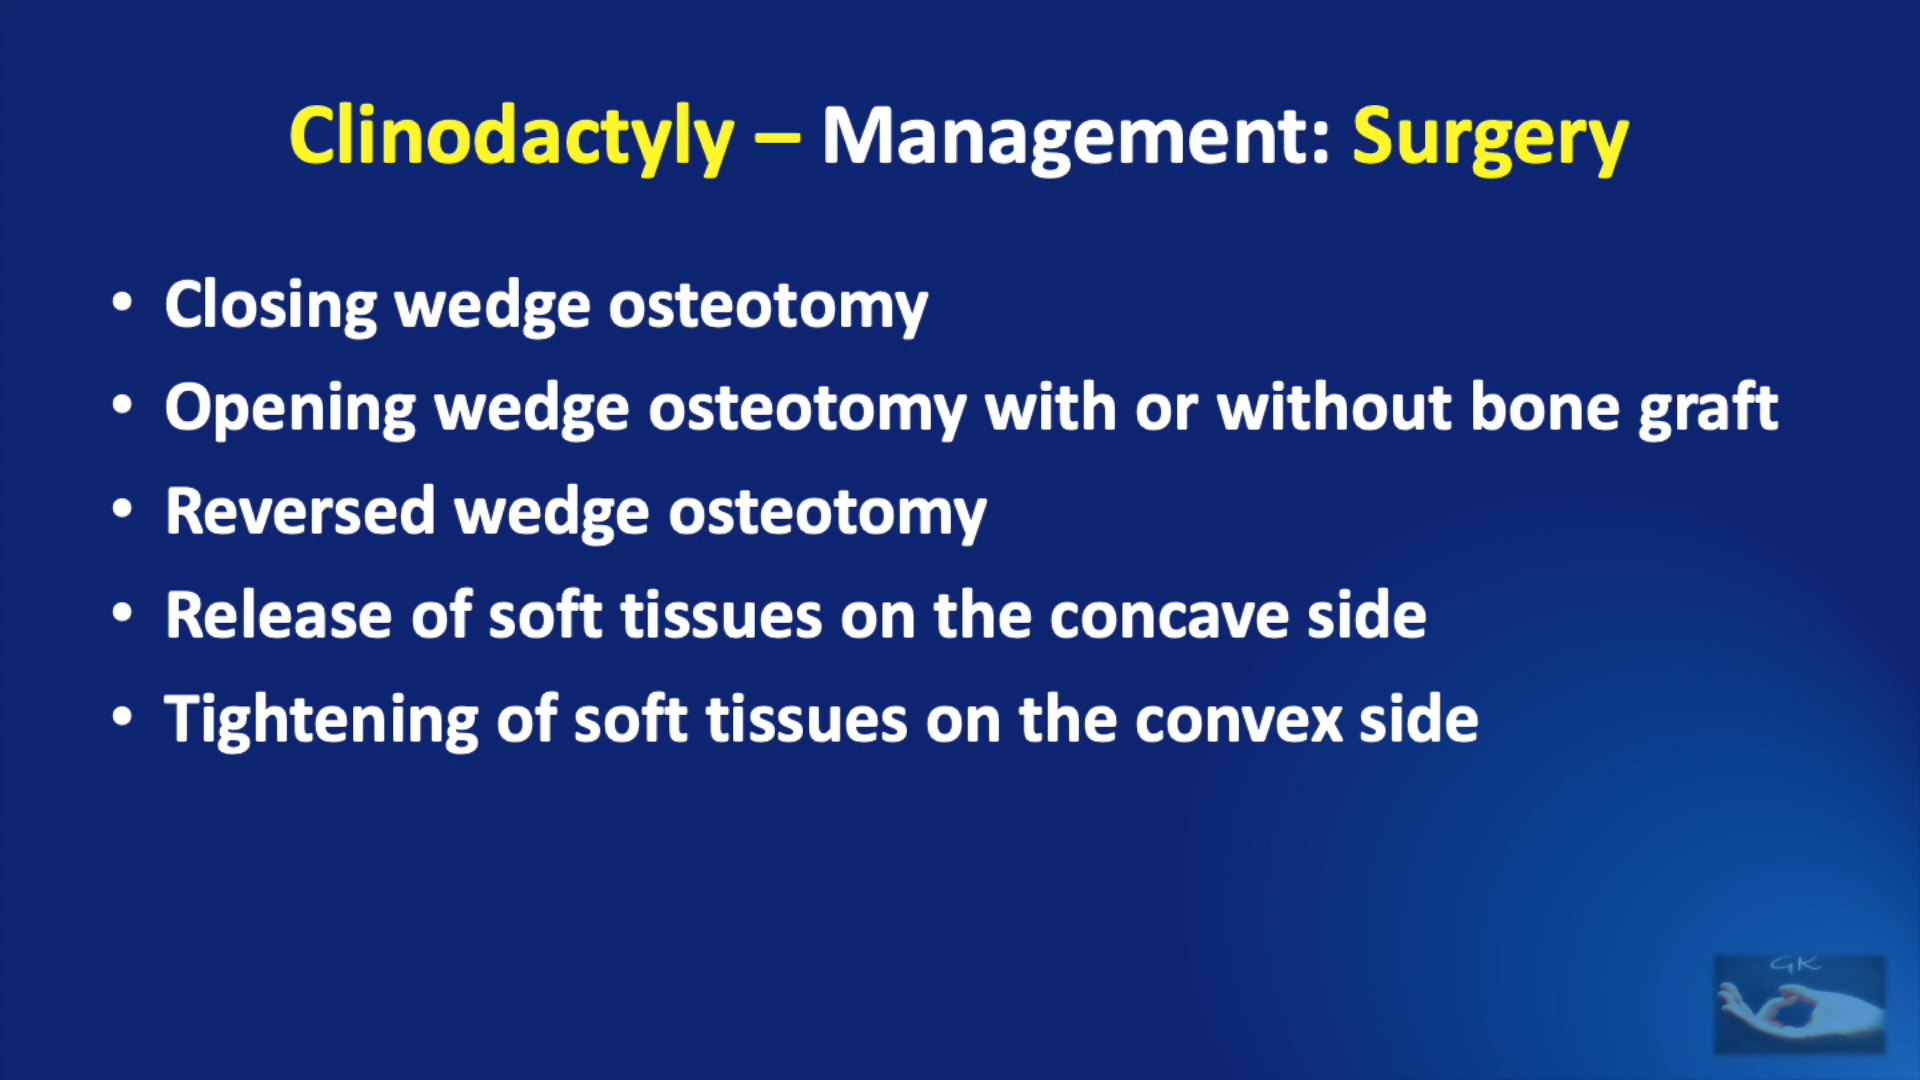 Clinodactyly – Management: Surgery
• Closing wedge osteotomy
• Opening wedge osteotomy with or without bone graft
• Reversed wedge osteotomy
• Release of soft tissues on the concave side
• Tightening of soft tissues on the convex side
GK